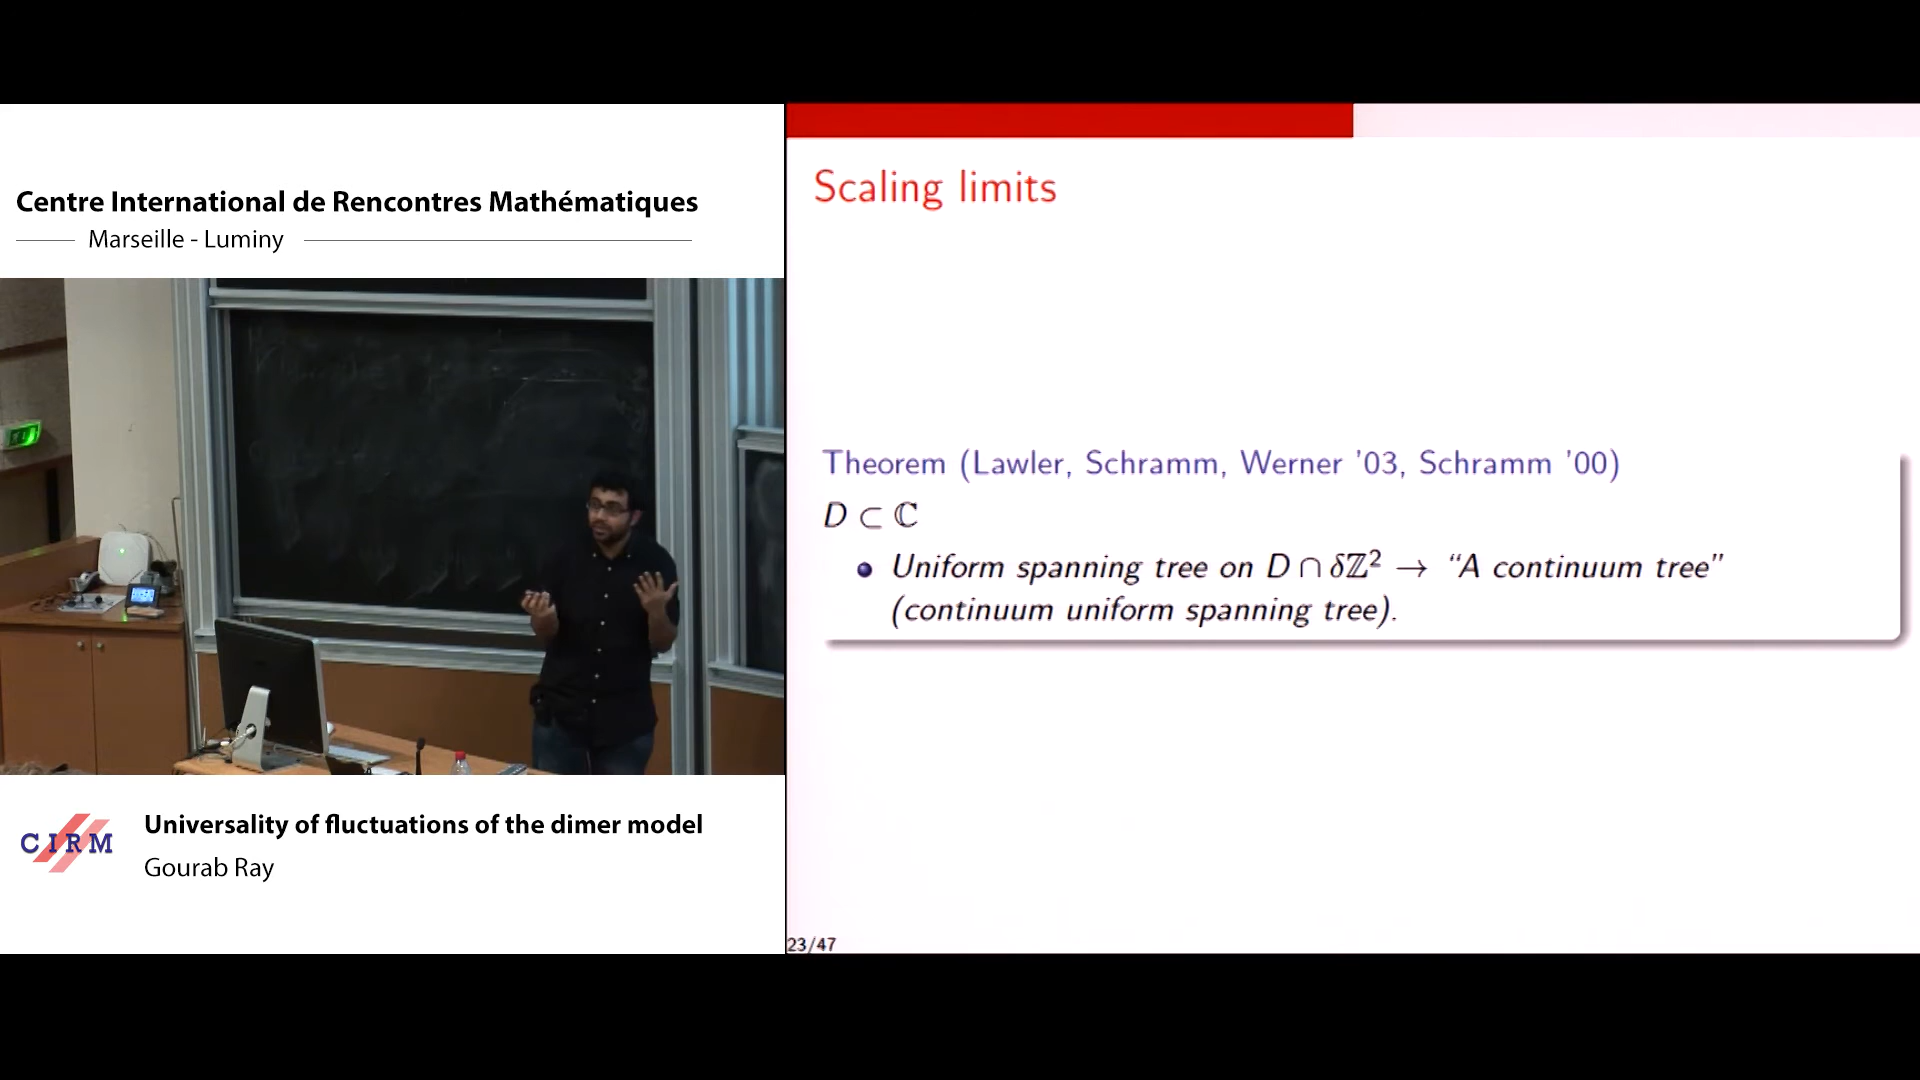 Centre International de Rencontres Mathématiques
Marseille - Luminy
CIRM
Universality of fluctuations of the dimer model
Gourab Ray
Scaling limits
Theorem (Lawler, Schramm, Werner '03, Schramm '00)
D ⊂ ℂ
Uniform spanning tree on D ∩ δℤ² → “A continuum tree”
(continuum uniform spanning tree).
23/47